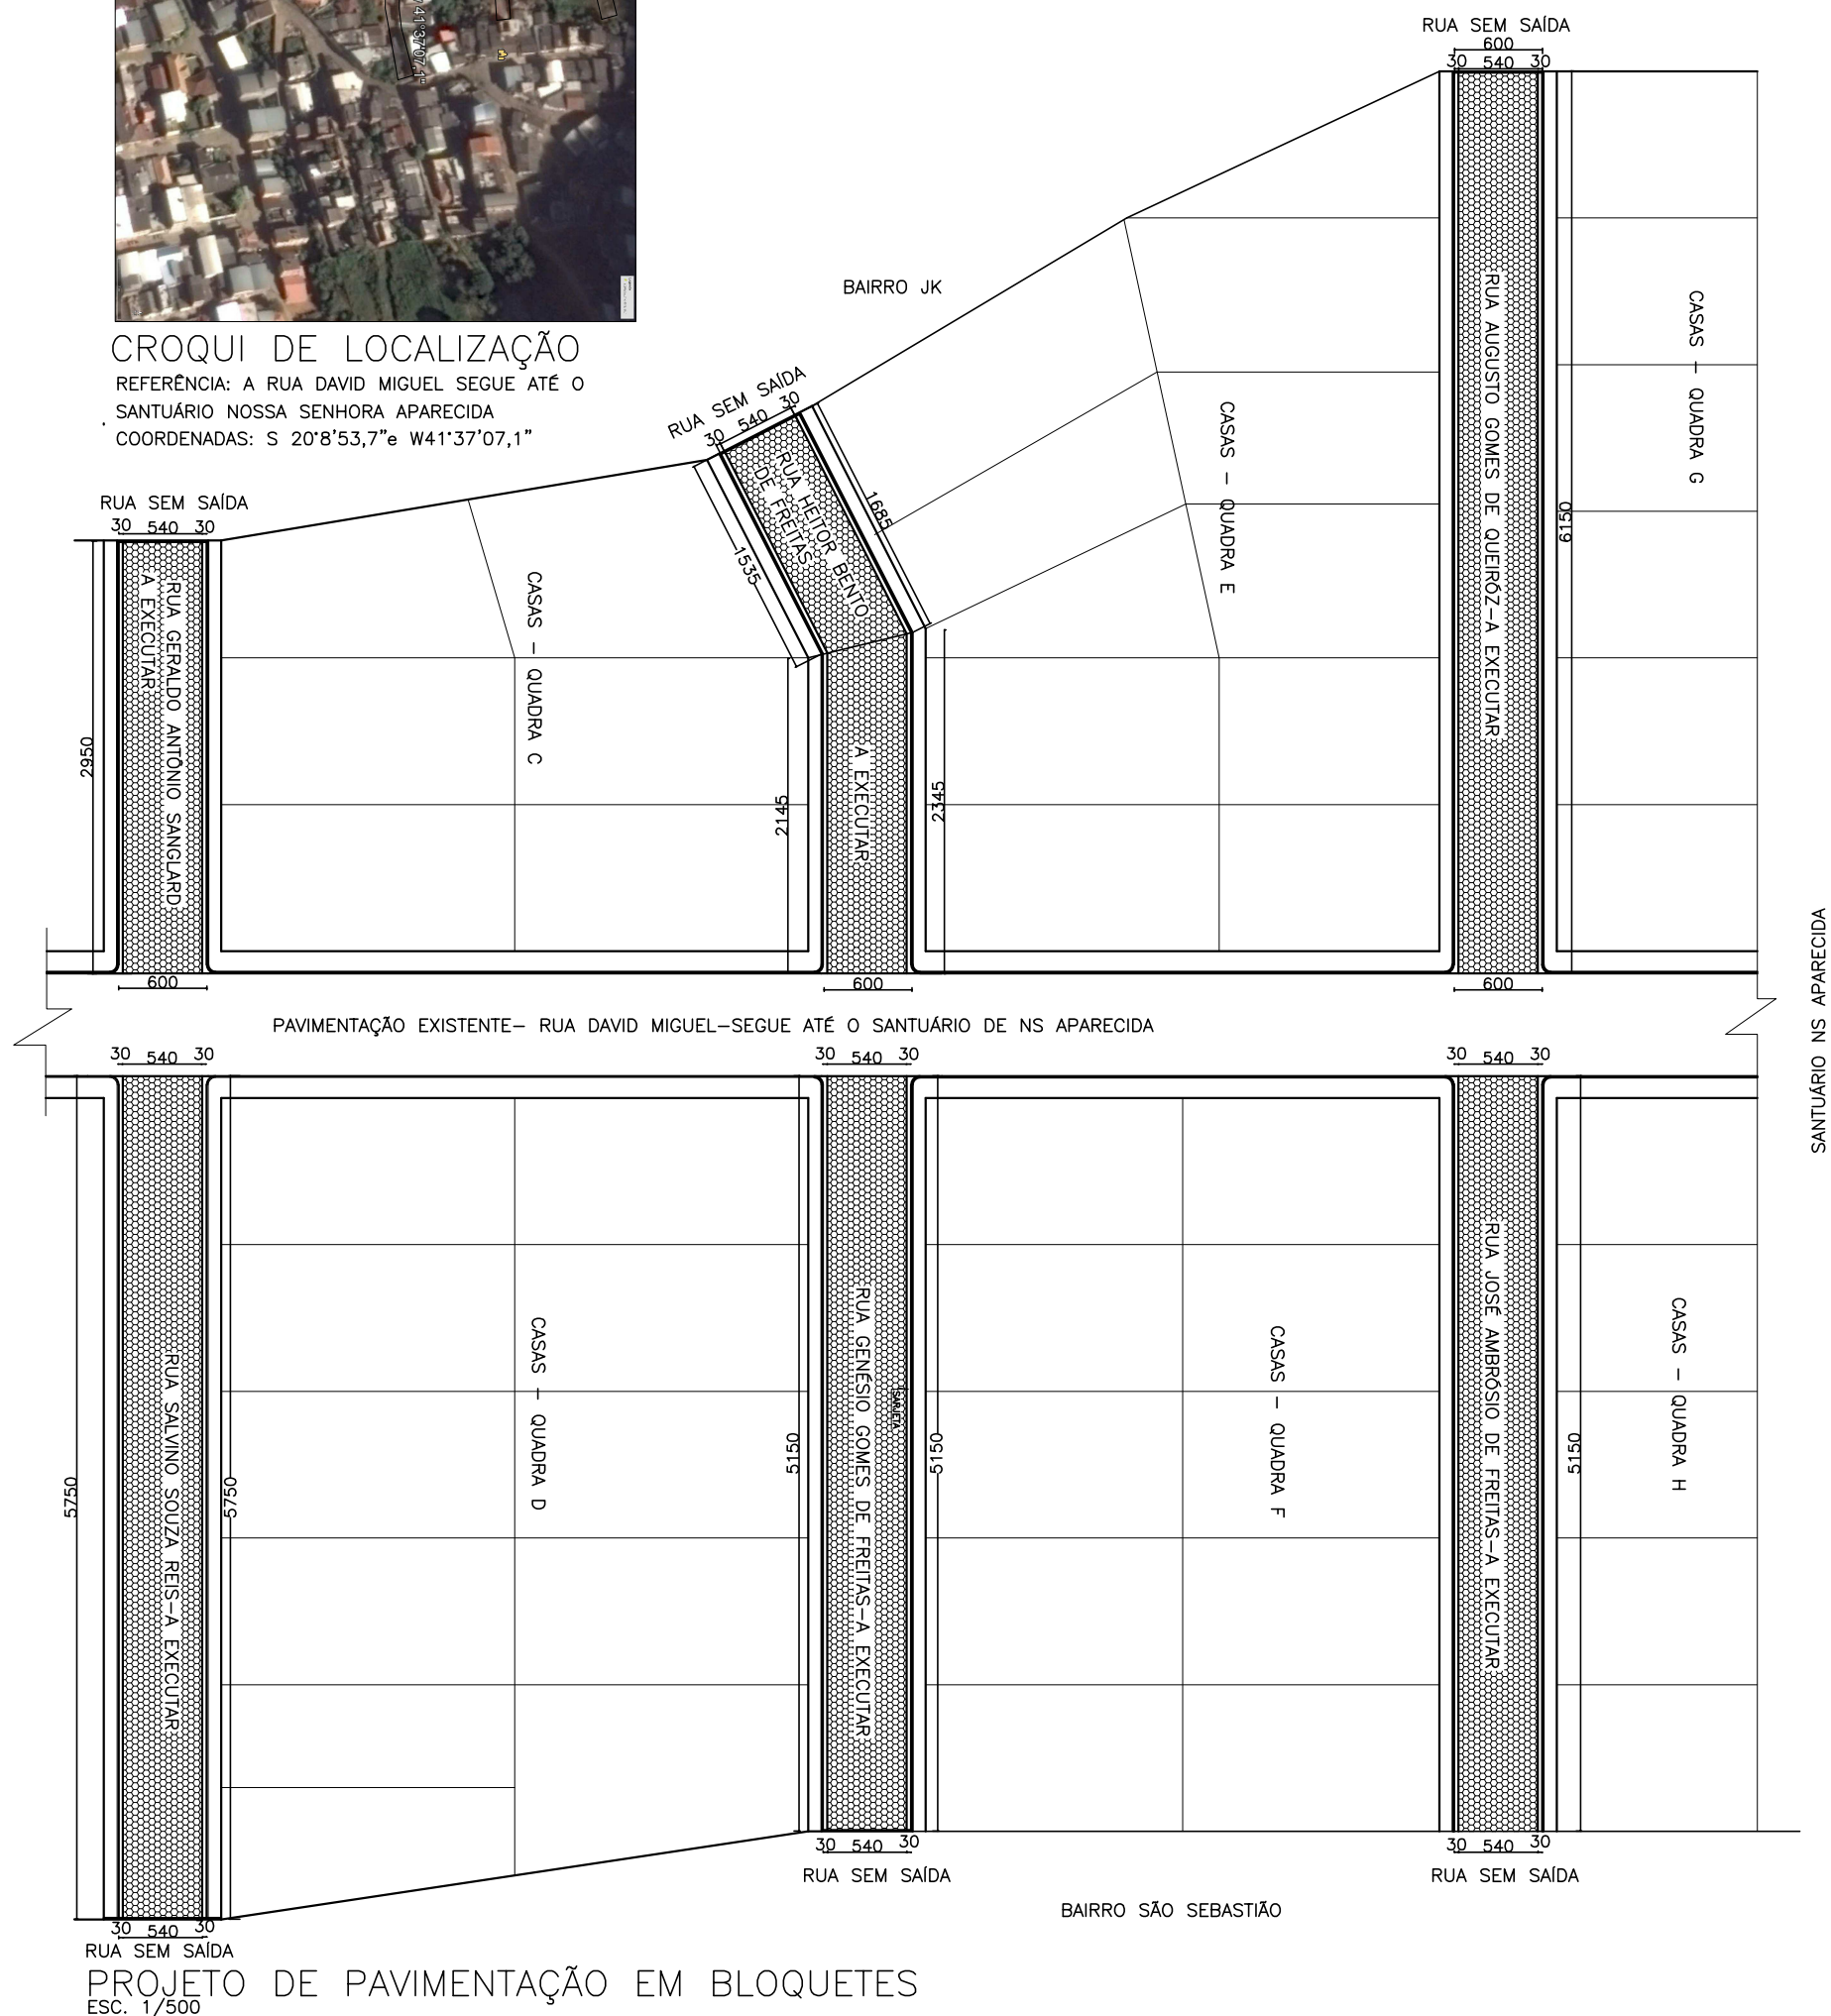 41°37'07,1"
CROQUI DE LOCALIZAÇÃO
REFERÊNCIA: A RUA DAVID MIGUEL SEGUE ATÉ O
SANTUÁRIO NOSSA SENHORA APARECIDA
COORDENADAS: S 20°8'53,7"e W41°37'07,1"
RUA SEM SAÍDA
600
30 540 30
BAIRRO JK
RUA SEM SAÍDA
30 540 30
RUA SEM SAÍDA
30 540 30
RUA GERALDO ANTÔNIO SANGLARD
A EXECUTAR
2950
CASAS – QUADRA C
1535
RUA HEITOR BENTO
DE FREITAS
1685
A EXECUTAR
2145
2345
CASAS – QUADRA E
RUA AUGUSTO GOMES DE QUEIRÓZ–A EXECUTAR
6150
CASAS – QUADRA G
600
600
600
PAVIMENTAÇÃO EXISTENTE– RUA DAVID MIGUEL–SEGUE ATÉ O SANTUÁRIO DE NS APARECIDA
SANTUÁRIO NS APARECIDA
30 540 30
30 540 30
30 540 30
5750
RUA SALVINO SOUZA REIS–A EXECUTAR
5750
CASAS – QUADRA D
5150
RUA GENÉSIO GOMES DE FREITAS–A EXECUTAR
SARJETA
5150
CASAS – QUADRA F
RUA JOSÉ AMBRÓSIO DE FREITAS–A EXECUTAR
5150
CASAS – QUADRA H
30 540 30
RUA SEM SAÍDA
30 540 30
RUA SEM SAÍDA
BAIRRO SÃO SEBASTIÃO
30 540 30
RUA SEM SAÍDA
PROJETO DE PAVIMENTAÇÃO EM BLOQUETES
ESC. 1/500